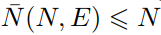 N̄(N, E) ⩽ N